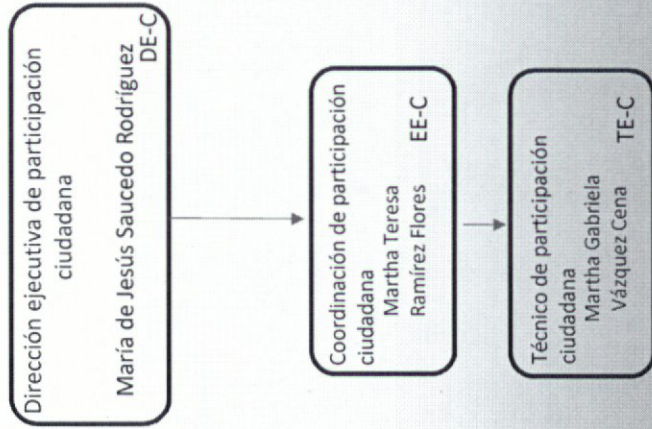 Dirección ejecutiva de participación
ciudadana
María de Jesús Saucedo Rodríguez
DE-C
Coordinación de participación
ciudadana
Martha Teresa
Ramírez Flores EE-C
Técnico de participación
ciudadana
Martha Gabriela
Vázquez Cena TE-C